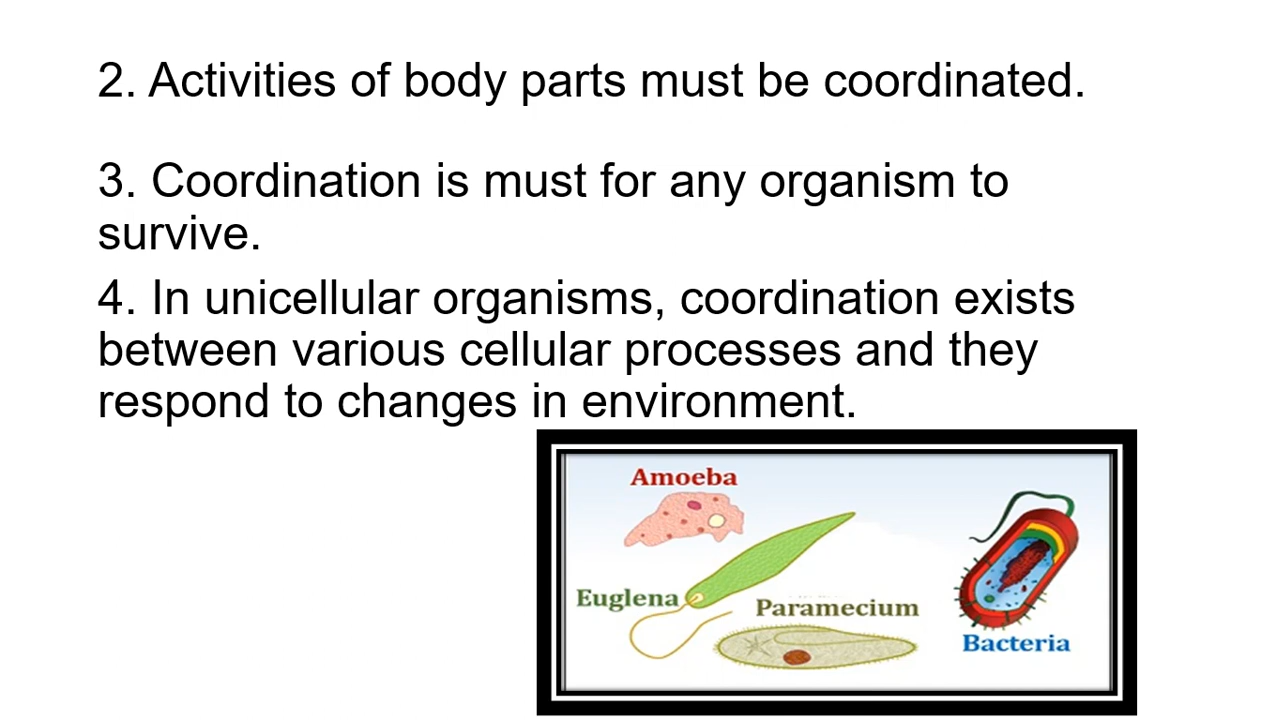 2. Activities of body parts must be coordinated.
3. Coordination is must for any organism to
survive.
4. In unicellular organisms, coordination exists
between various cellular processes and they
respond to changes in environment.
Amoeba
Euglena
Paramecium
Bacteria